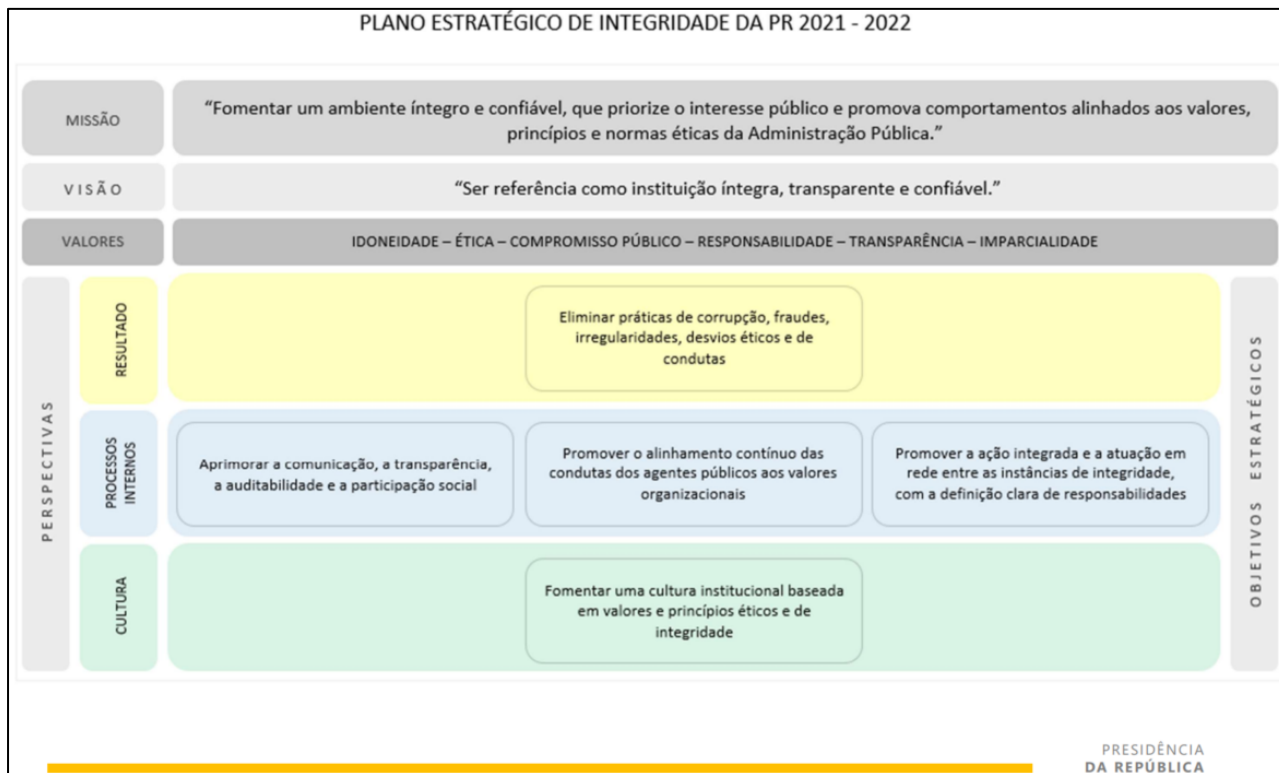 PLANO ESTRATÉGICO DE INTEGRIDADE DA PR 2021 - 2022
MISSÃO
“Fomentar um ambiente íntegro e confiável, que priorize o interesse público e promova comportamentos alinhados aos valores,
princípios e normas éticas da Administração Pública.”
VISÃO
“Ser referência como instituição íntegra, transparente e confiável.”
VALORES
IDONEIDADE – ÉTICA – COMPROMISSO PÚBLICO – RESPONSABILIDADE – TRANSPARÊNCIA – IMPARCIALIDADE
PERSPECTIVAS
RESULTADO
Eliminar práticas de corrupção, fraudes,
irregularidades, desvios éticos e de
condutas
PROCESSOS
INTERNOS
Aprimorar a comunicação, a transparência,
a auditabilidade e a participação social
Promover o alinhamento contínuo das
condutas dos agentes públicos aos valores
organizacionais
Promover a ação integrada e a atuação em
rede entre as instâncias de integridade,
com a definição clara de responsabilidades
CULTURA
Fomentar uma cultura institucional baseada
em valores e princípios éticos e de
integridade
OBJETIVOS ESTRATÉGICOS
PRESIDÊNCIA
DA REPÚBLICA